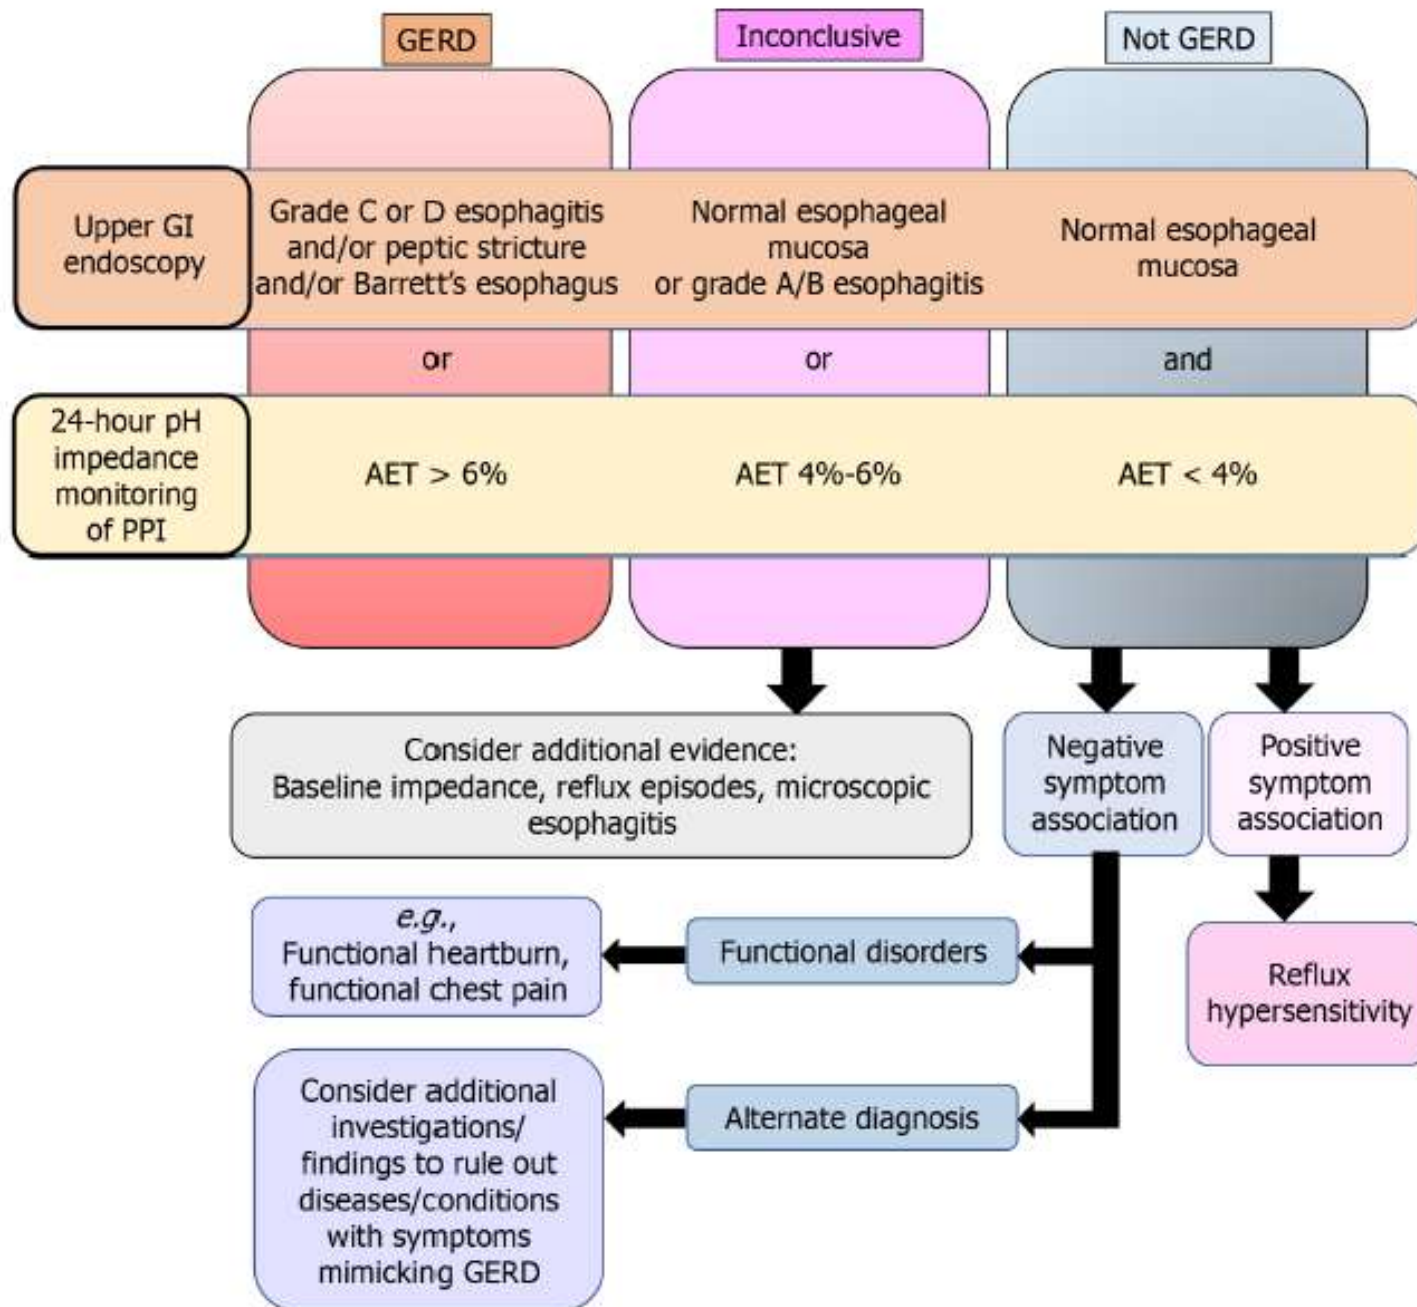 GERD
Inconclusive
Not GERD
Upper GI
endoscopy
Grade C or D esophagitis
and/or peptic stricture
and/or Barrett's esophagus
Normal esophageal
mucosa
or grade A/B esophagitis
Normal esophageal
mucosa
or
or
and
24-hour pH
impedance
monitoring
of PPI
AET > 6%
AET 4%-6%
AET < 4%
Consider additional evidence:
Baseline impedance, reflux episodes, microscopic
esophagitis
Negative
symptom
association
Positive
symptom
association
e.g.,
Functional heartburn,
functional chest pain
Functional disorders
Reflux
hypersensitivity
Consider additional
investigations/
findings to rule out
diseases/conditions
with symptoms
mimicking GERD
Alternate diagnosis